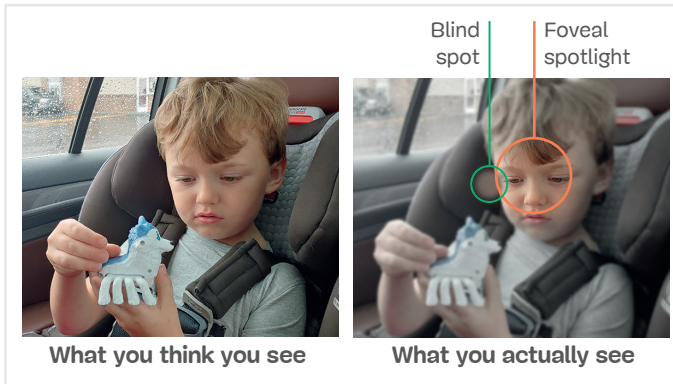 Blind
spot
Foveal
spotlight
What you think you see
What you actually see